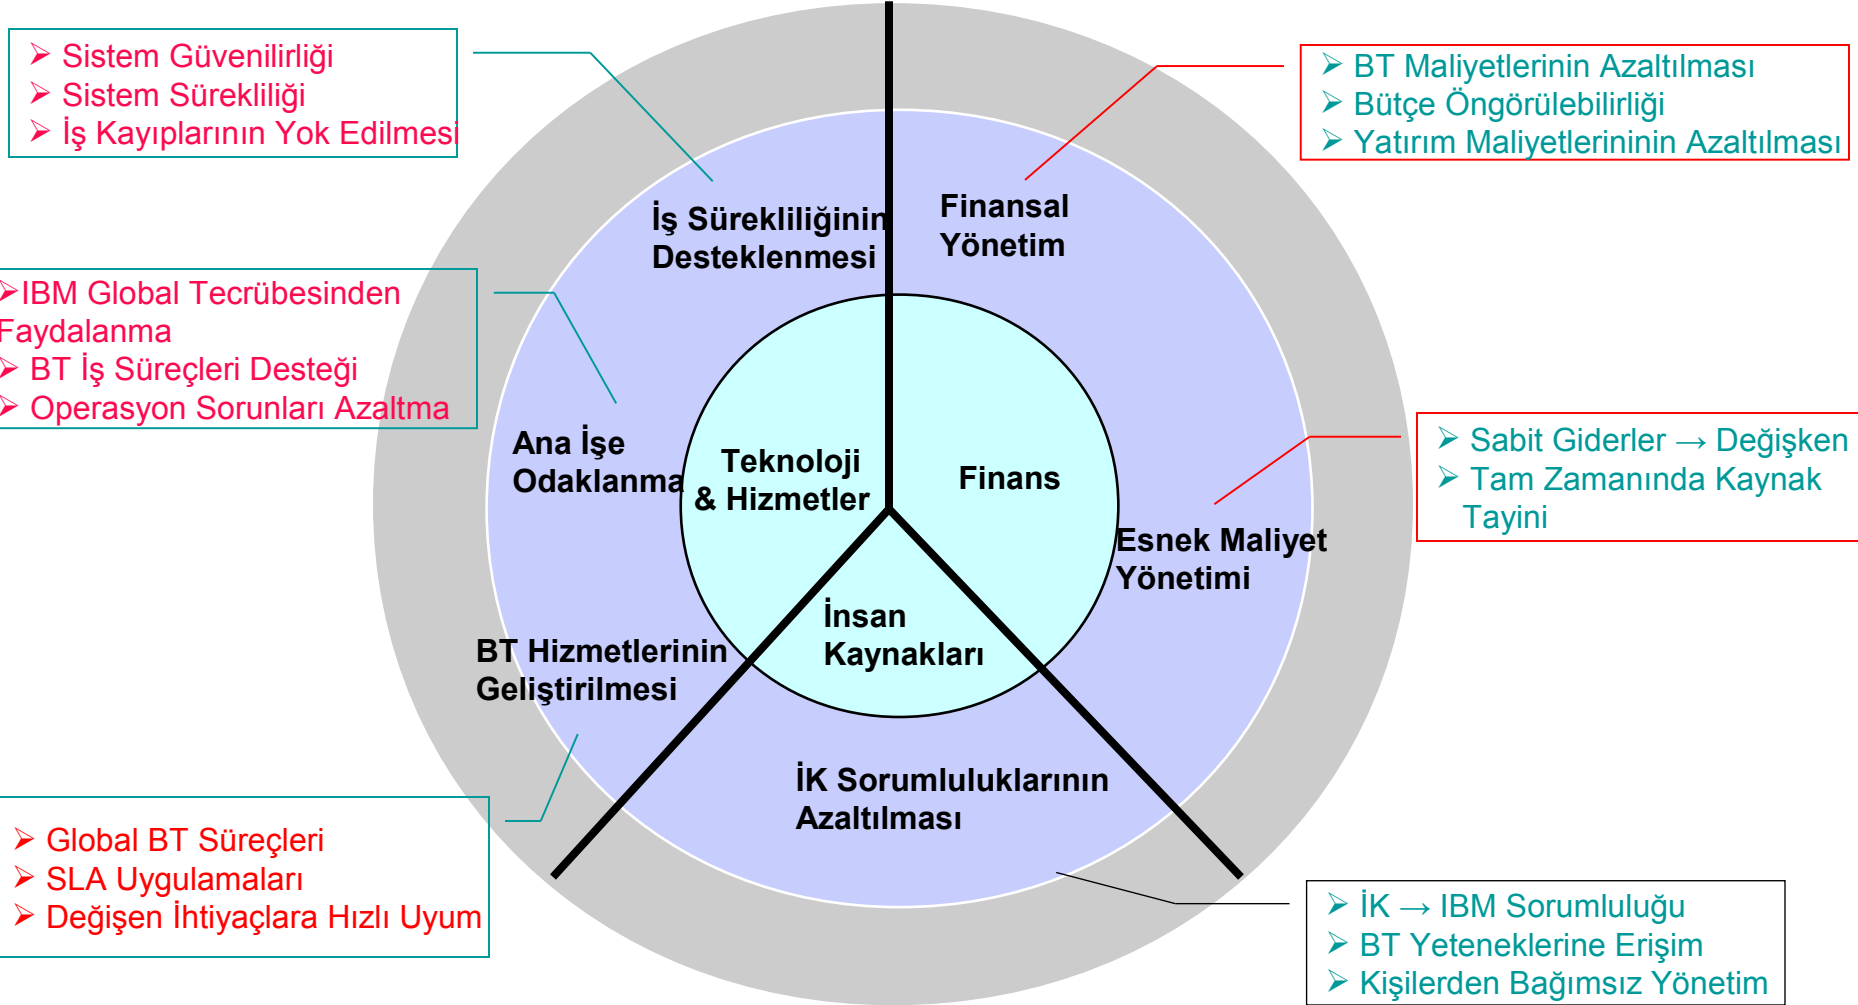 ➢ Sistem Güvenilirliği
➢ Sistem Sürekliliği
➢ İş Kayıplarının Yok Edilmesi
➢ BT Maliyetlerinin Azaltılması
➢ Bütçe Öngörülebilirliği
➢ Yatırım Maliyetlerininin Azaltılması
İş Sürekliliğinin
Desteklenmesi
Finansal
Yönetim
➢IBM Global Tecrübesinden
Faydalanma
➢ BT İş Süreçleri Desteği
➢ Operasyon Sorunları Azaltma
Ana İşe
Odaklanma
Teknoloji
& Hizmetler
Finans
➢ Sabit Giderler → Değişken
➢ Tam Zamanında Kaynak
Tayini
Esnek Maliyet
Yönetimi
İnsan
Kaynakları
BT Hizmetlerinin
Geliştirilmesi
İK Sorumluluklarının
Azaltılması
➢ Global BT Süreçleri
➢ SLA Uygulamaları
➢ Değişen İhtiyaçlara Hızlı Uyum
➢ İK → IBM Sorumluluğu
➢ BT Yeteneklerine Erişim
➢ Kişilerden Bağımsız Yönetim